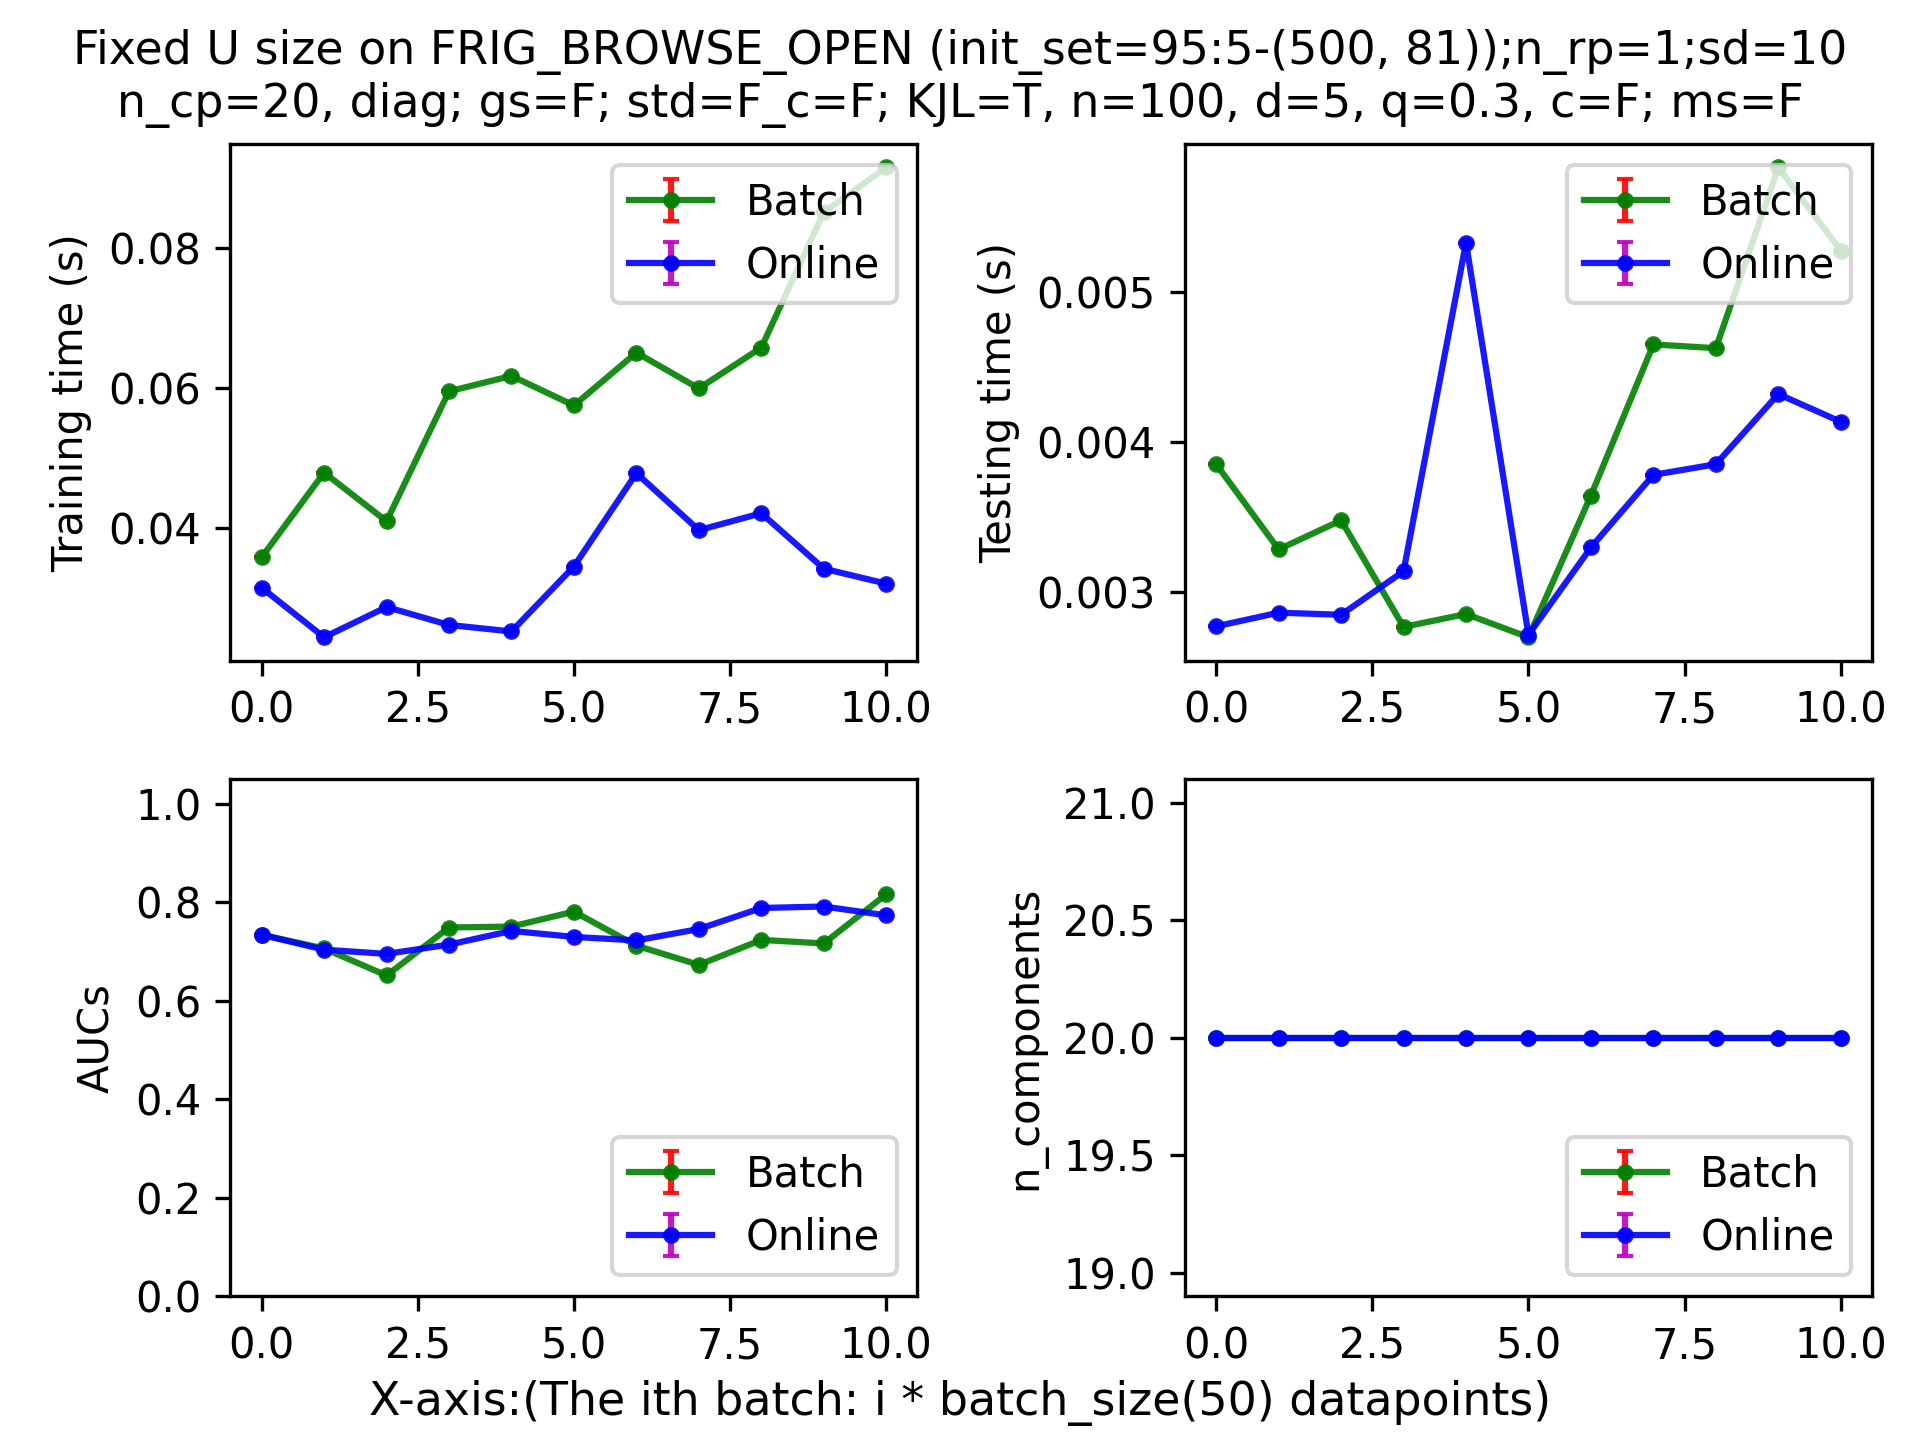 Fixed U size on FRIG_BROWSE_OPEN (init_set=95:5-(500, 81));n_rp=1;sd=10
n_cp=20, diag; gs=F; std=F_c=F; KJL=T, n=100, d=5, q=0.3, c=F; ms=F
Training time (s)
0.08
0.06
0.04
Batch
Online
0.0 2.5 5.0 7.5 10.0
Testing time (s)
0.005
0.004
0.003
Batch
Online
0.0 2.5 5.0 7.5 10.0
AUCs
1.0
0.8
0.6
0.4
0.2
0.0
Batch
Online
0.0 2.5 5.0 7.5 10.0
n_components
21.0
20.5
20.0
19.5
19.0
Batch
Online
0.0 2.5 5.0 7.5 10.0
X-axis:(The ith batch: i * batch_size(50) datapoints)